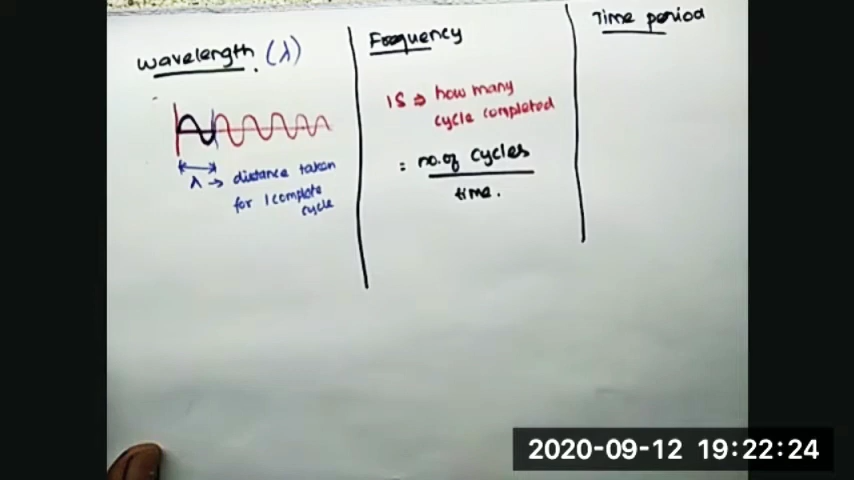 Wavelength (λ)
λ → distance taken
for 1 complete
cycle
Frequency
1S ⇒ how many
cycle completed
= no. of cycles
time.
Time period
2020-09-12 19:22:24